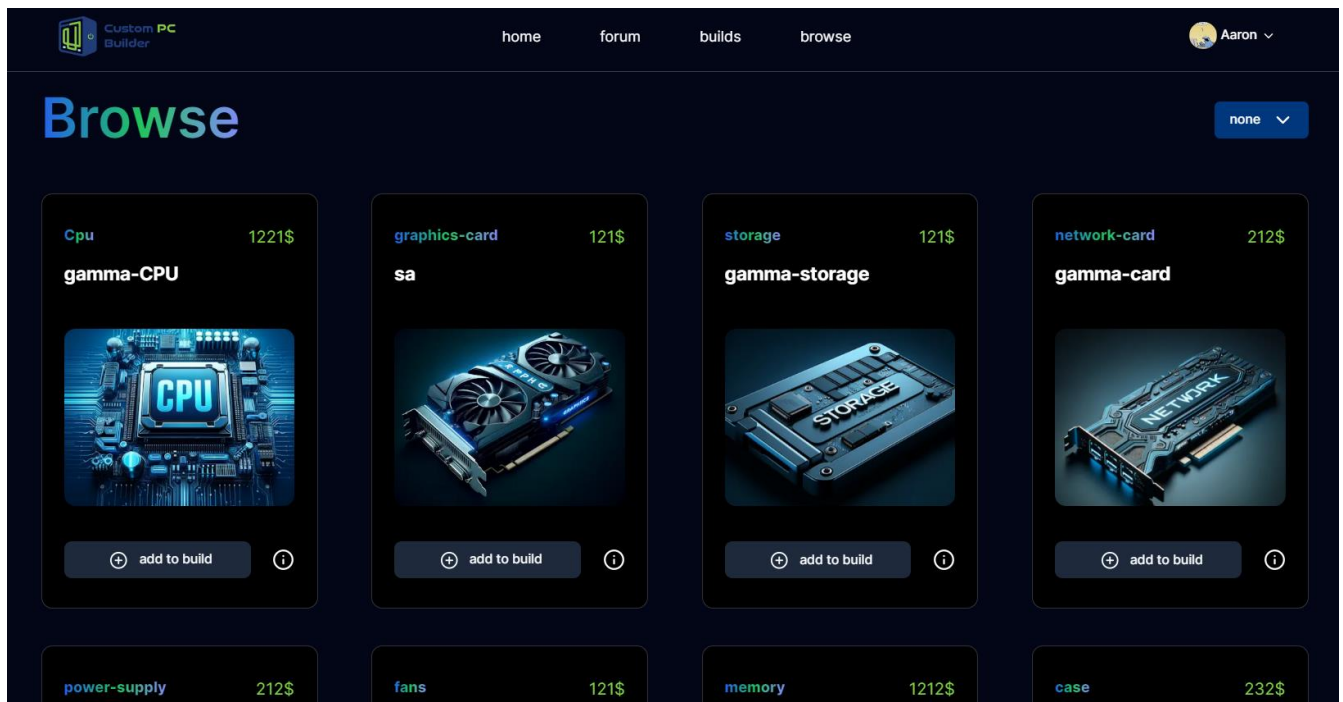 Custom PC
Builder
home forum builds browse
Aaron
Browse
none
Cpu 1221$
gamma-CPU
CPU
add to build
graphics-card 121$
sa
add to build
storage 121$
gamma-storage
STORAGE
add to build
network-card 212$
gamma-card
NETWORK
add to build
power-supply 212$
fans 121$
memory 1212$
case 232$